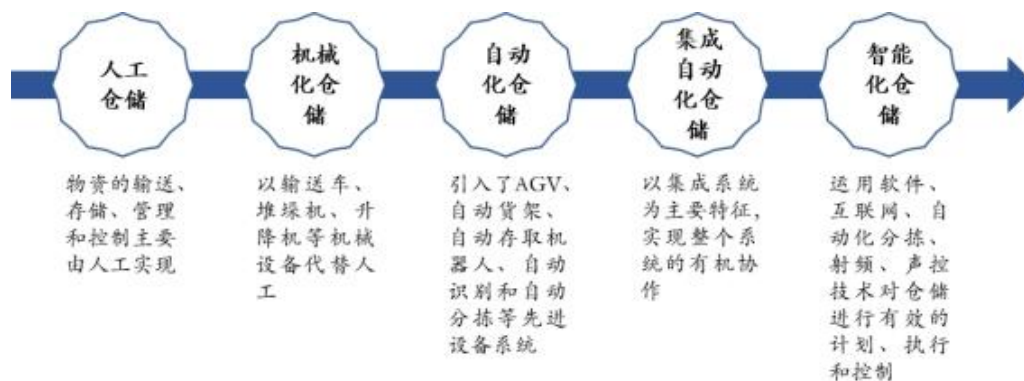 人工
仓储
机械
化仓
储
自动
化仓
储
集成
自动
化仓
储
智能
化仓
储
物资的输送、
存储、管理
和控制主要
由人工实现
以输送车、
堆垛机、升
降机等机械
设备代替人
工
引入了AGV、
自动货架、
自动存取机
器人、自动
识别和自动
分拣等先进
设备系统
以集成系统
为主要特征,
实现整个系
统的有机协
作
运用软件、
互联网、自
动化分拣、
射频、声控
技术对仓储
进行有效的
计划、执行
和控制